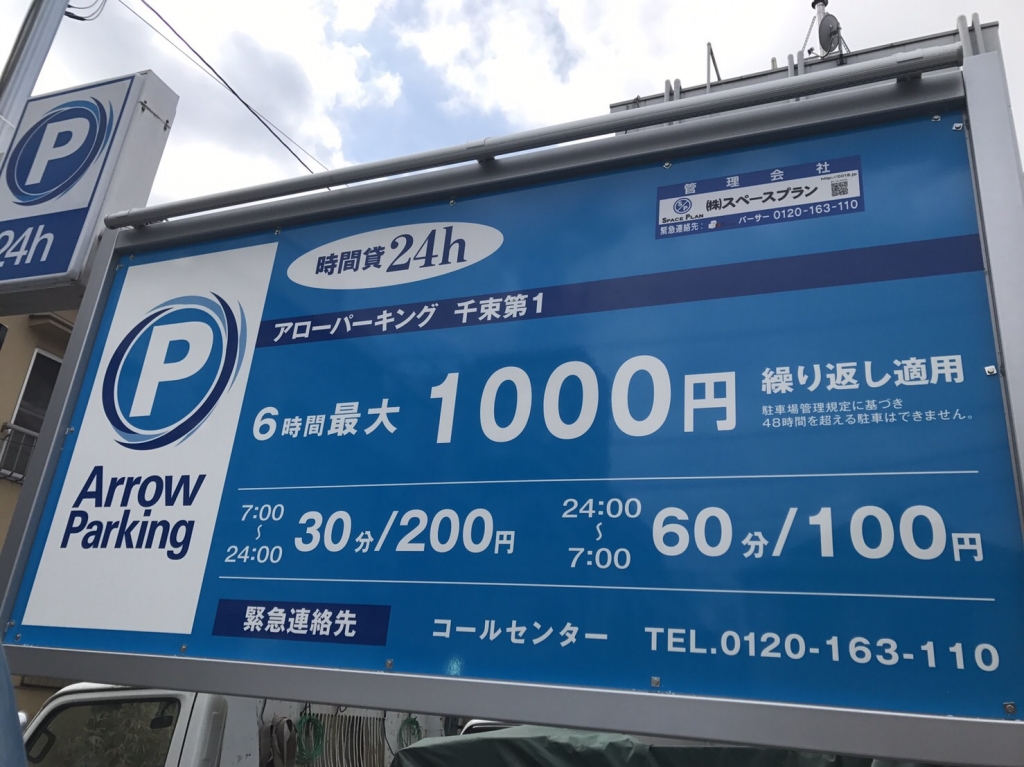 P
24h
管理会社
SPACE PLAN
(株)スペースプラン
http://0016.jp
緊急連絡先:
パーサー 0120-163-110
時間貸24h
アローパーキング 千束第1
P
Arrow
Parking
6時間最大 1000円
繰り返し適用
駐車場管理規定に基づき
48時間を超える駐車はできません。
7:00
～
24:00
30分/200円
24:00
～
7:00
60分/100円
緊急連絡先
コールセンター TEL.0120-163-110